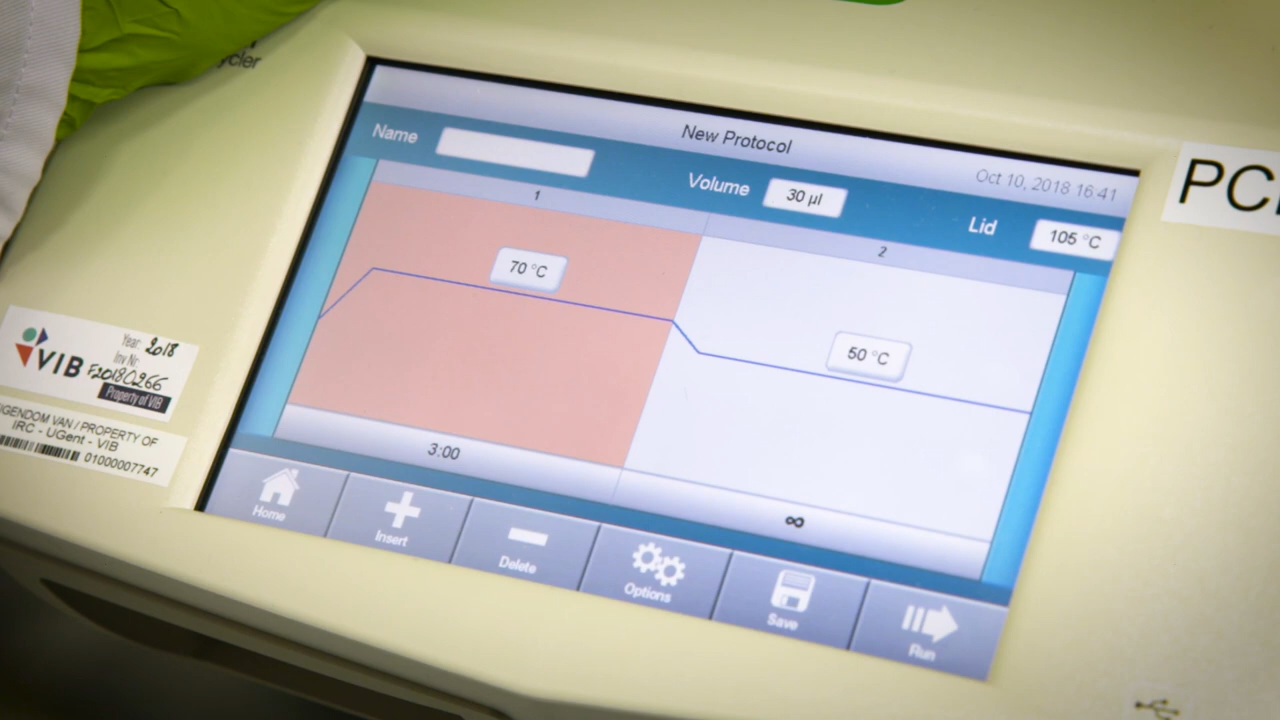 New Protocol
Oct 10, 2018 16:41
Name
Volume 30 µl
Lid 105 °C
1
2
70 °C
50 °C
3:00
∞
Home
Insert
Delete
Options
Save
Run
VIB
Year: 2018
Inv Nr:
F20180266
Property of VIB
IGENDOM VAN / PROPERTY OF
IRC - UGent - VIB
01000007747
ycler
PC